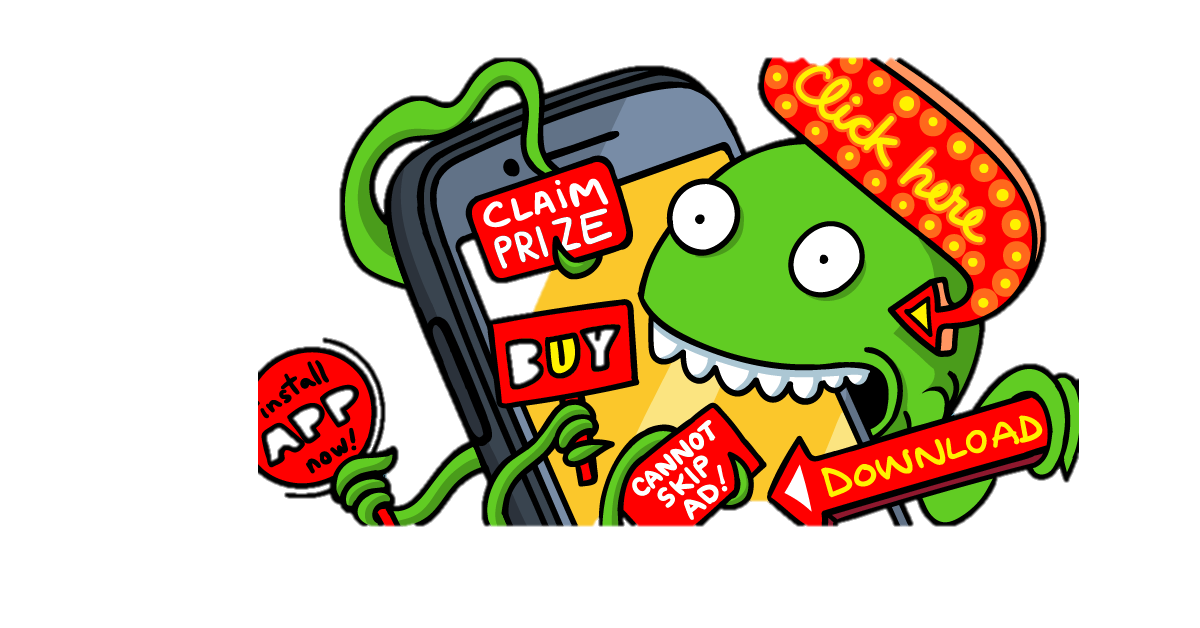 Click here
CLAIM
PRIZE
BUY
install
APP
now!
CANNOT
SKIP
AD!
DOWNLOAD